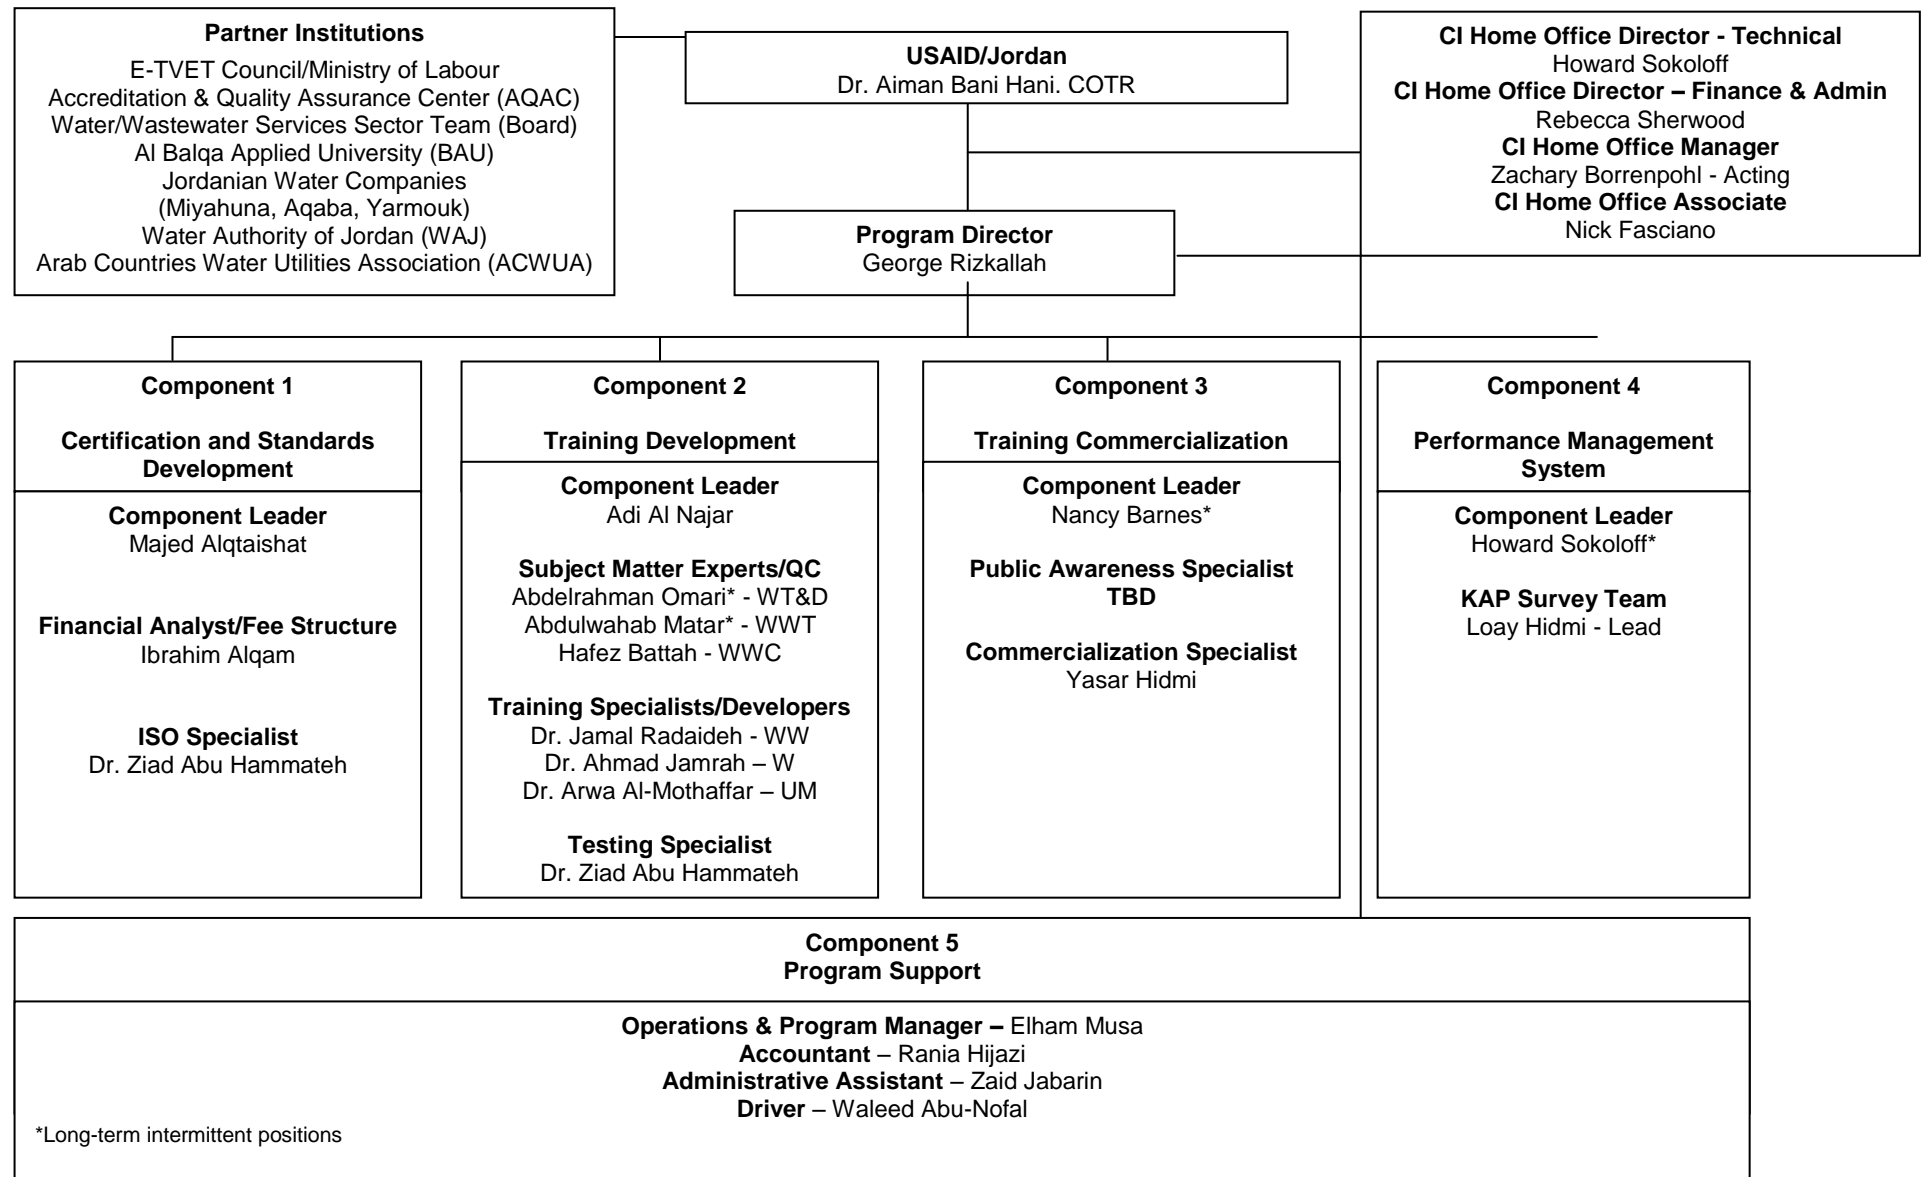 Partner Institutions
E-TVET Council/Ministry of Labour
Accreditation & Quality Assurance Center (AQAC)
Water/Wastewater Services Sector Team (Board)
Al Balqa Applied University (BAU)
Jordanian Water Companies
(Miyahuna, Aqaba, Yarmouk)
Water Authority of Jordan (WAJ)
Arab Countries Water Utilities Association (ACWUA)
USAID/Jordan
Dr. Aiman Bani Hani. COTR
CI Home Office Director - Technical
Howard Sokoloff
CI Home Office Director – Finance & Admin
Rebecca Sherwood
CI Home Office Manager
Zachary Borrenpohl - Acting
CI Home Office Associate
Nick Fasciano
Program Director
George Rizkallah
Component 1
Certification and Standards
Development
Component Leader
Majed Alqtaishat
Financial Analyst/Fee Structure
Ibrahim Alqam
ISO Specialist
Dr. Ziad Abu Hammateh
Component 2
Training Development
Component Leader
Adi Al Najar
Subject Matter Experts/QC
Abdelrahman Omari* - WT&D
Abdulwahab Matar* - WWT
Hafez Battah - WWC
Training Specialists/Developers
Dr. Jamal Radaideh - WW
Dr. Ahmad Jamrah – W
Dr. Arwa Al-Mothaffar – UM
Testing Specialist
Dr. Ziad Abu Hammateh
Component 3
Training Commercialization
Component Leader
Nancy Barnes*
Public Awareness Specialist
TBD
Commercialization Specialist
Yasar Hidmi
Component 4
Performance Management
System
Component Leader
Howard Sokoloff*
KAP Survey Team
Loay Hidmi - Lead
Component 5
Program Support
Operations & Program Manager – Elham Musa
Accountant – Rania Hijazi
Administrative Assistant – Zaid Jabarin
Driver – Waleed Abu-Nofal
*Long-term intermittent positions